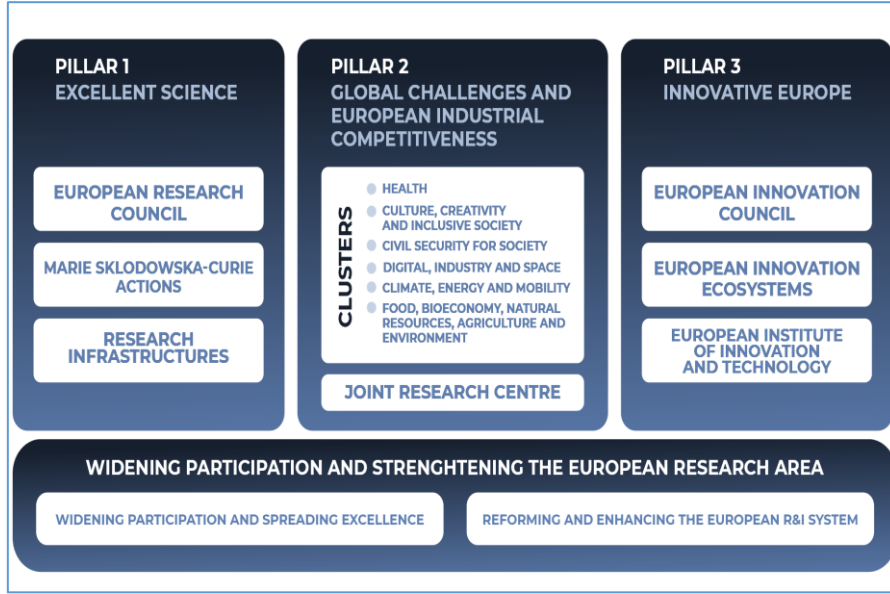 PILLAR 1
EXCELLENT SCIENCE
EUROPEAN RESEARCH
COUNCIL
MARIE SKLODOWSKA-CURIE
ACTIONS
RESEARCH
INFRASTRUCTURES
PILLAR 2
GLOBAL CHALLENGES AND
EUROPEAN INDUSTRIAL
COMPETITIVENESS
CLUSTERS
HEALTH
CULTURE, CREATIVITY
AND INCLUSIVE SOCIETY
CIVIL SECURITY FOR SOCIETY
DIGITAL, INDUSTRY AND SPACE
CLIMATE, ENERGY AND MOBILITY
FOOD, BIOECONOMY, NATURAL
RESOURCES, AGRICULTURE AND
ENVIRONMENT
JOINT RESEARCH CENTRE
PILLAR 3
INNOVATIVE EUROPE
EUROPEAN INNOVATION
COUNCIL
EUROPEAN INNOVATION
ECOSYSTEMS
EUROPEAN INSTITUTE
OF INNOVATION
AND TECHNOLOGY
WIDENING PARTICIPATION AND STRENGHTENING THE EUROPEAN RESEARCH AREA
WIDENING PARTICIPATION AND SPREADING EXCELLENCE
REFORMING AND ENHANCING THE EUROPEAN R&I SYSTEM